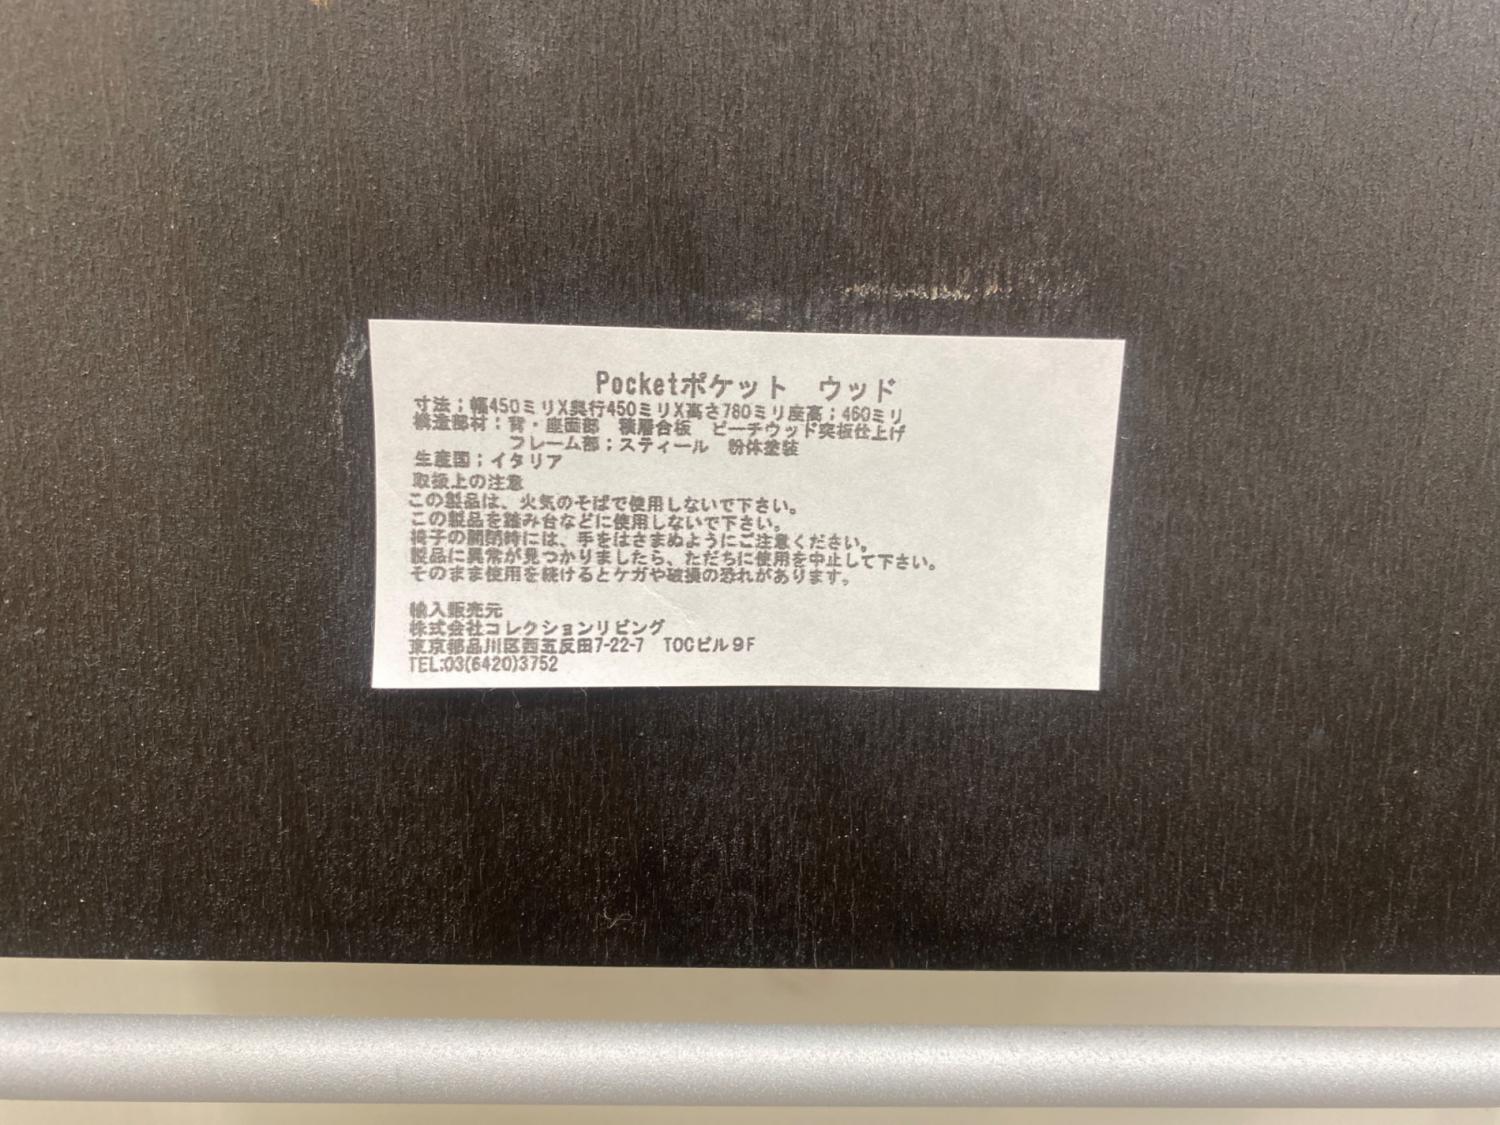 Pocketポケット　ウッド
寸法；幅450ミリX奥行450ミリX高さ780ミリ座高；460ミリ
構造部材；背・座面部　積層合板　ビーチウッド突板仕上げ
フレーム部；スティール　粉体塗装
生産国；イタリア
取扱上の注意
この製品は、火気のそばで使用しないで下さい。
この製品を踏み台などに使用しないで下さい。
椅子の開閉時には、手をはさまぬようにご注意ください。
製品に異常が見つかりましたら、ただちに使用を中止して下さい。
そのまま使用を続けるとケガや破損の恐れがあります。
輸入販売元
株式会社コレクションリビング
東京都品川区西五反田7-22-7　TOCビル９F
TEL:03(6420)3752